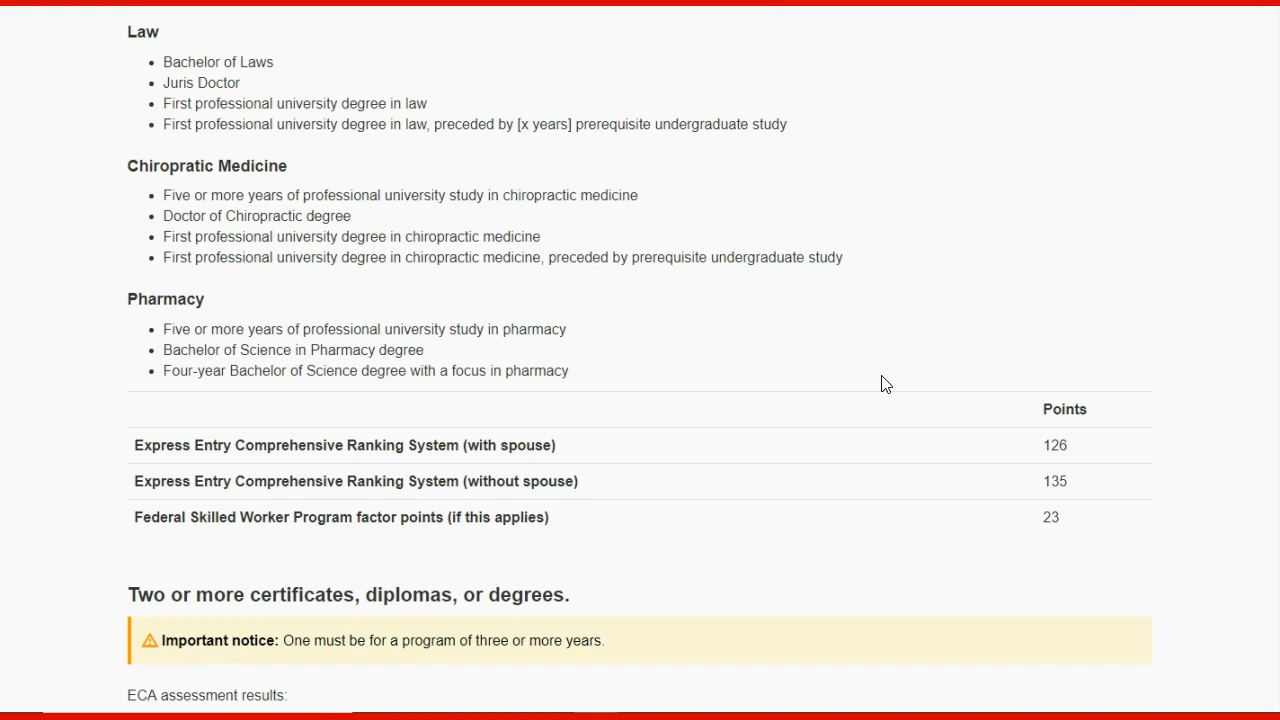 Law
Bachelor of Laws
Juris Doctor
First professional university degree in law
First professional university degree in law, preceded by [x years] prerequisite undergraduate study
Chiropratic Medicine
Five or more years of professional university study in chiropractic medicine
Doctor of Chiropractic degree
First professional university degree in chiropractic medicine
First professional university degree in chiropractic medicine, preceded by prerequisite undergraduate study
Pharmacy
Five or more years of professional university study in pharmacy
Bachelor of Science in Pharmacy degree
Four-year Bachelor of Science degree with a focus in pharmacy
Points
Express Entry Comprehensive Ranking System (with spouse) 126
Express Entry Comprehensive Ranking System (without spouse) 135
Federal Skilled Worker Program factor points (if this applies) 23
Two or more certificates, diplomas, or degrees.
Important notice: One must be for a program of three or more years.
ECA assessment results: